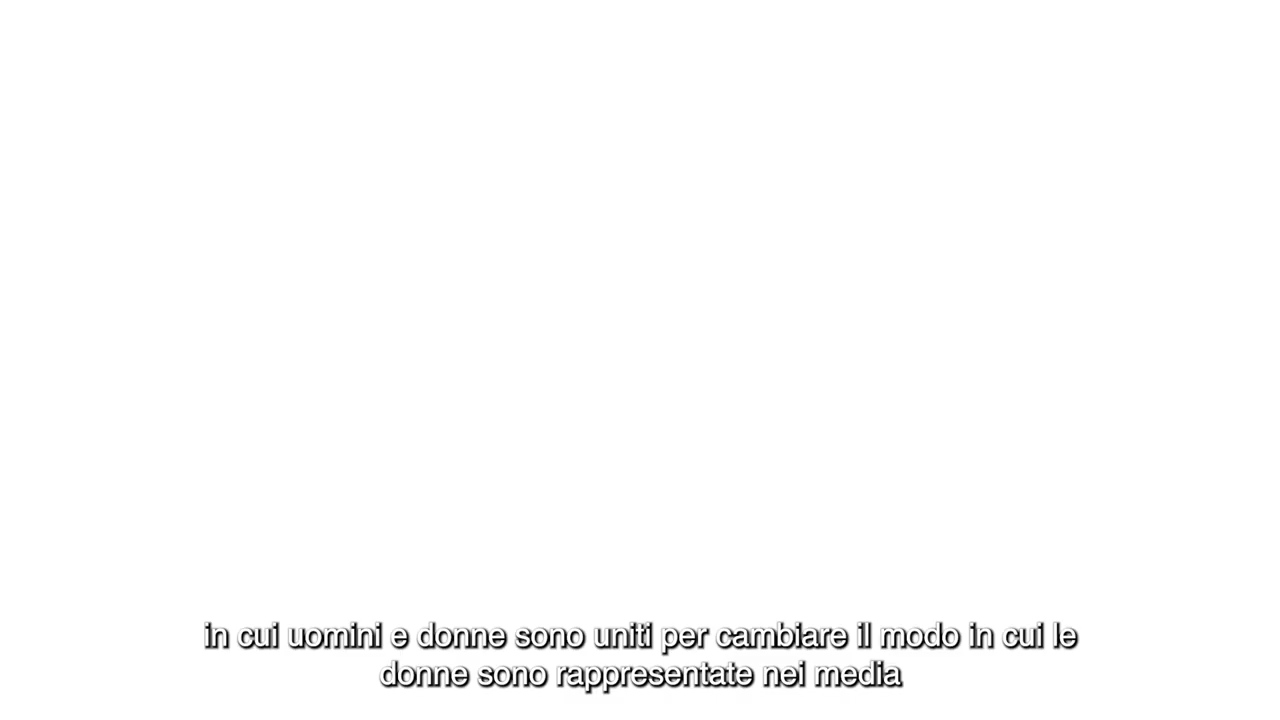 in cui uomini e donne sono uniti per cambiare il modo in cui le
donne sono rappresentate nei media